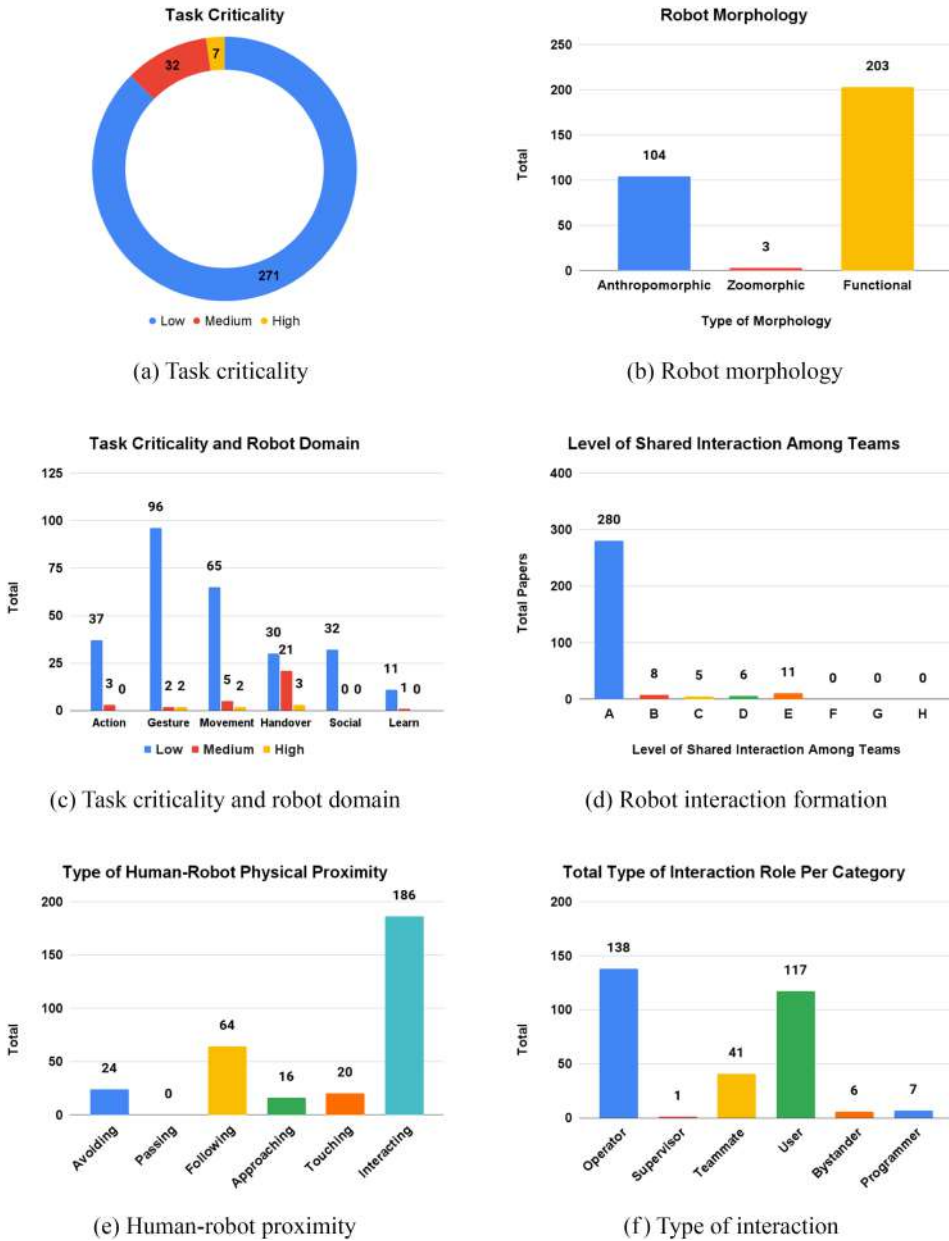 Task Criticality
32
7
271
Low Medium High
(a) Task criticality
Robot Morphology
Total
250
200
150
100
50
0
104
3
203
Anthropomorphic Zoomorphic Functional
Type of Morphology
(b) Robot morphology
Task Criticality and Robot Domain
Total
125
100
75
50
25
0
37 3 0
96 2 2
65 5 2
30 21 3
32 0 0
11 1 0
Action Gesture Movement Handover Social Learn
Low Medium High
(c) Task criticality and robot domain
Level of Shared Interaction Among Teams
Total Papers
400
300
200
100
0
280 8 5 6 11 0 0 0
A B C D E F G H
Level of Shared Interaction Among Teams
(d) Robot interaction formation
Type of Human-Robot Physical Proximity
Total
200
150
100
50
0
24 0 64 16 20 186
Avoiding Passing Following Approaching Touching Interacting
(e) Human-robot proximity
Total Type of Interaction Role Per Category
Total
200
150
100
50
0
138 1 41 117 6 7
Operator Supervisor Teammate User Bystander Programmer
(f) Type of interaction